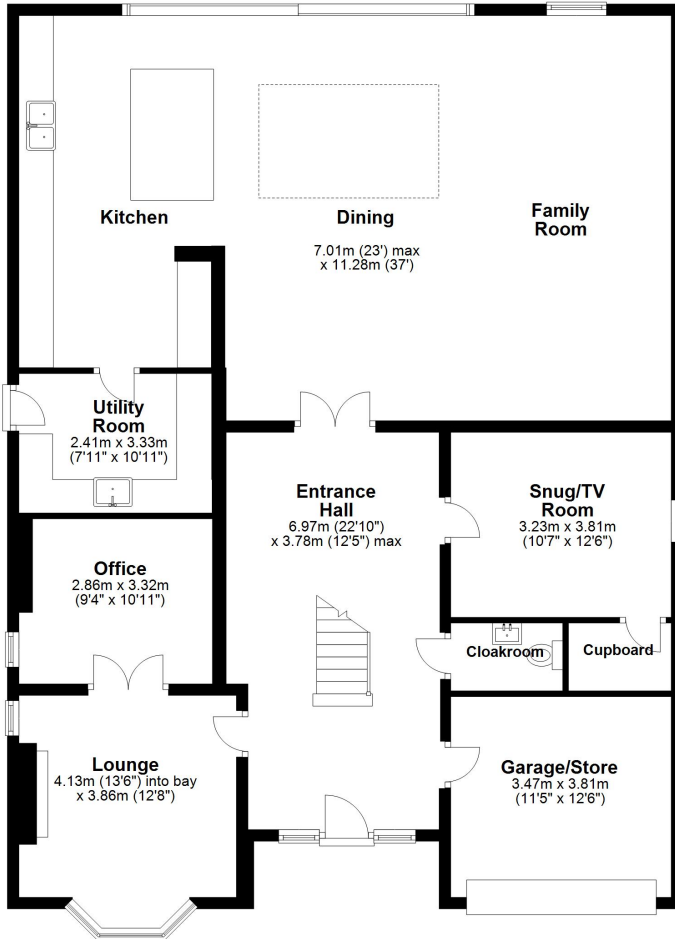 Kitchen
Dining
7.01m (23') max
x 11.28m (37')
Family
Room
Utility
Room
2.41m x 3.33m
(7'11" x 10'11")
Entrance
Hall
6.97m (22'10")
x 3.78m (12'5") max
Snug/TV
Room
3.23m x 3.81m
(10'7" x 12'6")
Office
2.86m x 3.32m
(9'4" x 10'11")
Cloakroom
Cupboard
Lounge
4.13m (13'6") into bay
x 3.86m (12'8")
Garage/Store
3.47m x 3.81m
(11'5" x 12'6")